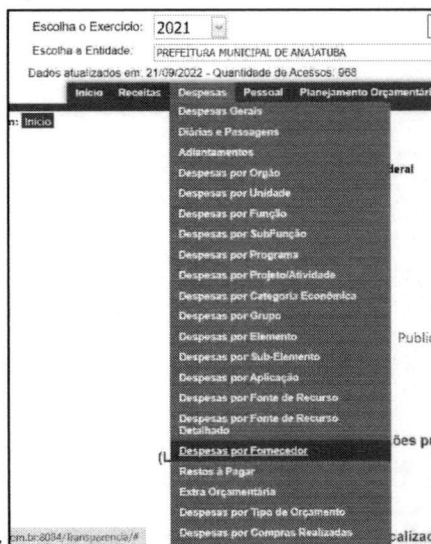 Escolha o Exercício: 2021
Escolha a Entidade: PREFEITURA MUNICIPAL DE ANAJATUBA
Dados atualizados em: 21/09/2022 - Quantidade de Acessos: 968
Início Receitas Despesas Pessoal Planejamento Orçamentári
m: Início
Despesas Gerais
Diárias e Passagens
Adiantamentos
Despesas por Orgão
deral
Despesas por Unidade
Despesas por Função
Despesas por SubFunção
Despesas por Programa
Despesas por Projeto/Atividade
Despesas por Categoria Econômica
Despesas por Grupo
Despesas por Elemento
Public
Despesas por Sub-Elemento
Despesas por Aplicação
Despesas por Fonte de Recurso
Despesas por Fonte de Recurso
Detalhado
ões p
Despesas por Fornecedor
(L
Restos à Pagar
Extra Orçamentária
Despesas por Tipo de Orçamento
om.br:8084/Transparencia/#
Despesas por Compras Realizadas
calizaç